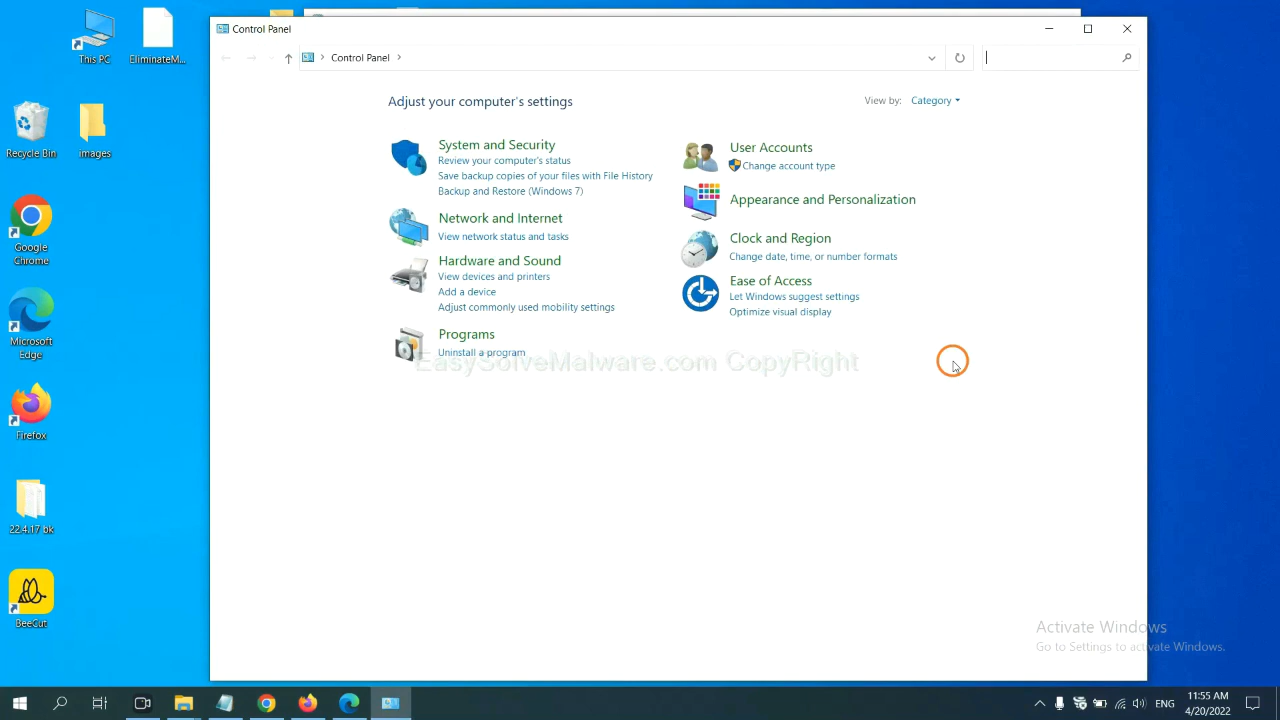 Control Panel
Control Panel
Adjust your computer's settings
View by: Category
System and Security
Review your computer's status
Save backup copies of your files with File History
Backup and Restore (Windows 7)
Network and Internet
View network status and tasks
Hardware and Sound
View devices and printers
Add a device
Adjust commonly used mobility settings
Programs
Uninstall a program
User Accounts
Change account type
Appearance and Personalization
Clock and Region
Change date, time, or number formats
Ease of Access
Let Windows suggest settings
Optimize visual display
EasySolveMalware.com CopyRight
This PC
EliminateM...
Recycle Bin
images
Google
Chrome
Microsoft
Edge
Firefox
22.4.17 bk
BeeCut
Activate Windows
Go to Settings to activate Windows.
ENG
11:55 AM
4/20/2022